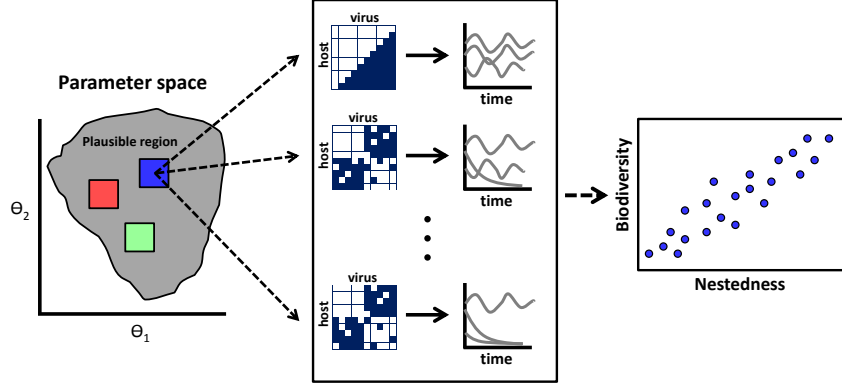 Parameter space
Plausible region
Θ2
Θ1
virus
host
time
virus
host
time
virus
host
time
Biodiversity
Nestedness